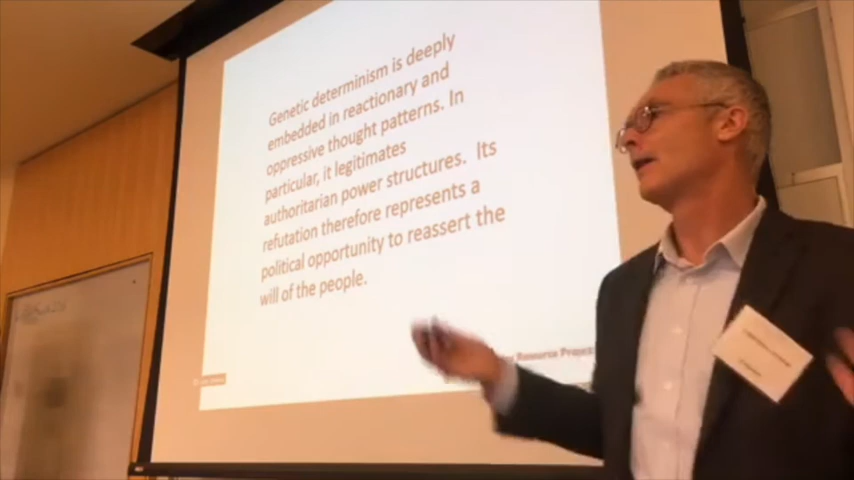 Genetic determinism is deeply
embedded in reactionary and
oppressive thought patterns. In
particular, it legitimates
authoritarian power structures. Its
refutation therefore represents a
political opportunity to reassert the
will of the people.
Resource Project